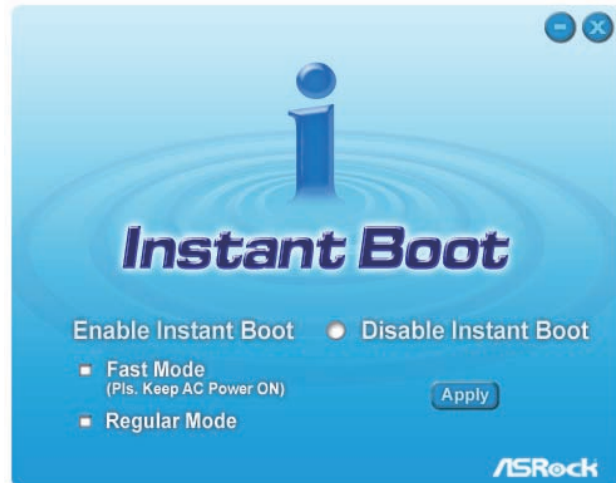 i
Instant Boot
Enable Instant Boot
Disable Instant Boot
Fast Mode
(Pls. Keep AC Power ON)
Regular Mode
Apply
ASRock